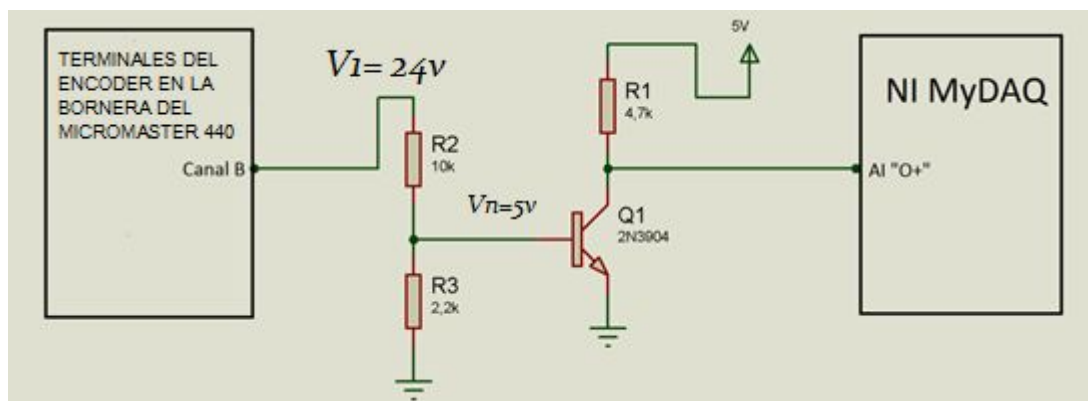 TERMINALES DEL
ENCODER EN LA
BORNERA DEL
MICROMASTER 440
Canal B
V1= 24v
R2
10k
Vn=5v
R3
2,2k
5V
R1
4,7k
Q1
2N3904
NI MyDAQ
AI "O+"